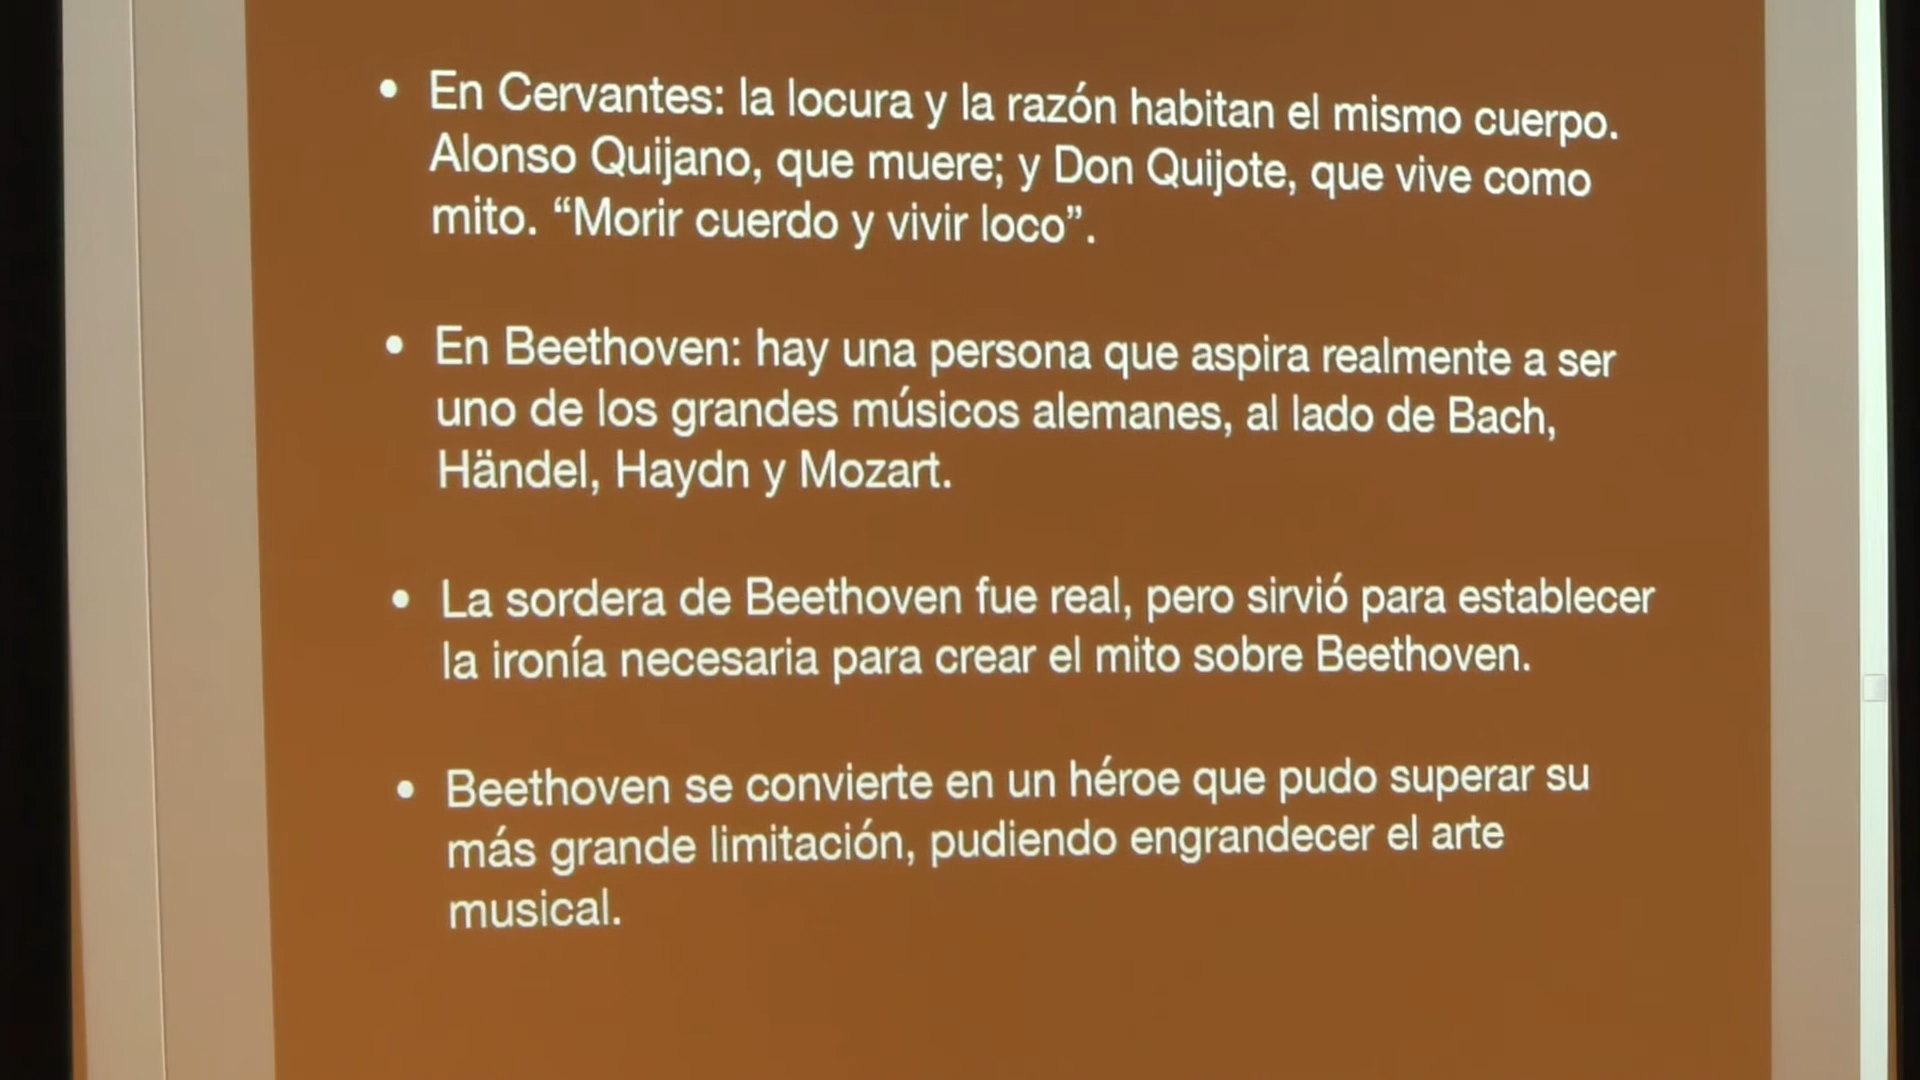 • En Cervantes: la locura y la razón habitan el mismo cuerpo.
Alonso Quijano, que muere; y Don Quijote, que vive como
mito. “Morir cuerdo y vivir loco”.
• En Beethoven: hay una persona que aspira realmente a ser
uno de los grandes músicos alemanes, al lado de Bach,
Händel, Haydn y Mozart.
• La sordera de Beethoven fue real, pero sirvió para establecer
la ironía necesaria para crear el mito sobre Beethoven.
• Beethoven se convierte en un héroe que pudo superar su
más grande limitación, pudiendo engrandecer el arte
musical.